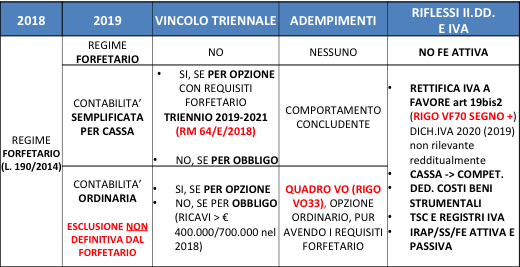 2018
2019
VINCOLO TRIENNALE
ADEMPIMENTI
RIFLESSI II.DD.
E IVA
REGIME
FORFETARIO
(L. 190/2014)
REGIME
FORFETARIO
NO
NESSUNO
NO FE ATTIVA
CONTABILITA’
SEMPLIFICATA
PER CASSA
• SI, SE PER OPZIONE
CON REQUISITI
FORFETARIO
TRIENNIO 2019-2021
(RM 64/E/2018)
• NO, SE PER OBBLIGO
COMPORTAMENTO
CONCLUDENTE
• RETTIFICA IVA A
FAVORE art 19bis2
(RIGO VF70 SEGNO +)
DICH.IVA 2020 (2019)
non rilevante
redditualmente
• CASSA -> COMPET.
• DED. COSTI BENI
STRUMENTALI
• TSC E REGISTRI IVA
• IRAP/SS/FE ATTIVA E
PASSIVA
CONTABILITA’
ORDINARIA
ESCLUSIONE NON
DEFINITIVA DAL
FORFETARIO
• SI, SE PER OPZIONE
• NO, SE PER OBBLIGO
(RICAVI > €
400.000/700.000 nel
2018)
QUADRO VO (RIGO
VO33), OPZIONE
ORDINARIO, PUR
AVENDO I REQUISITI
FORFETARIO